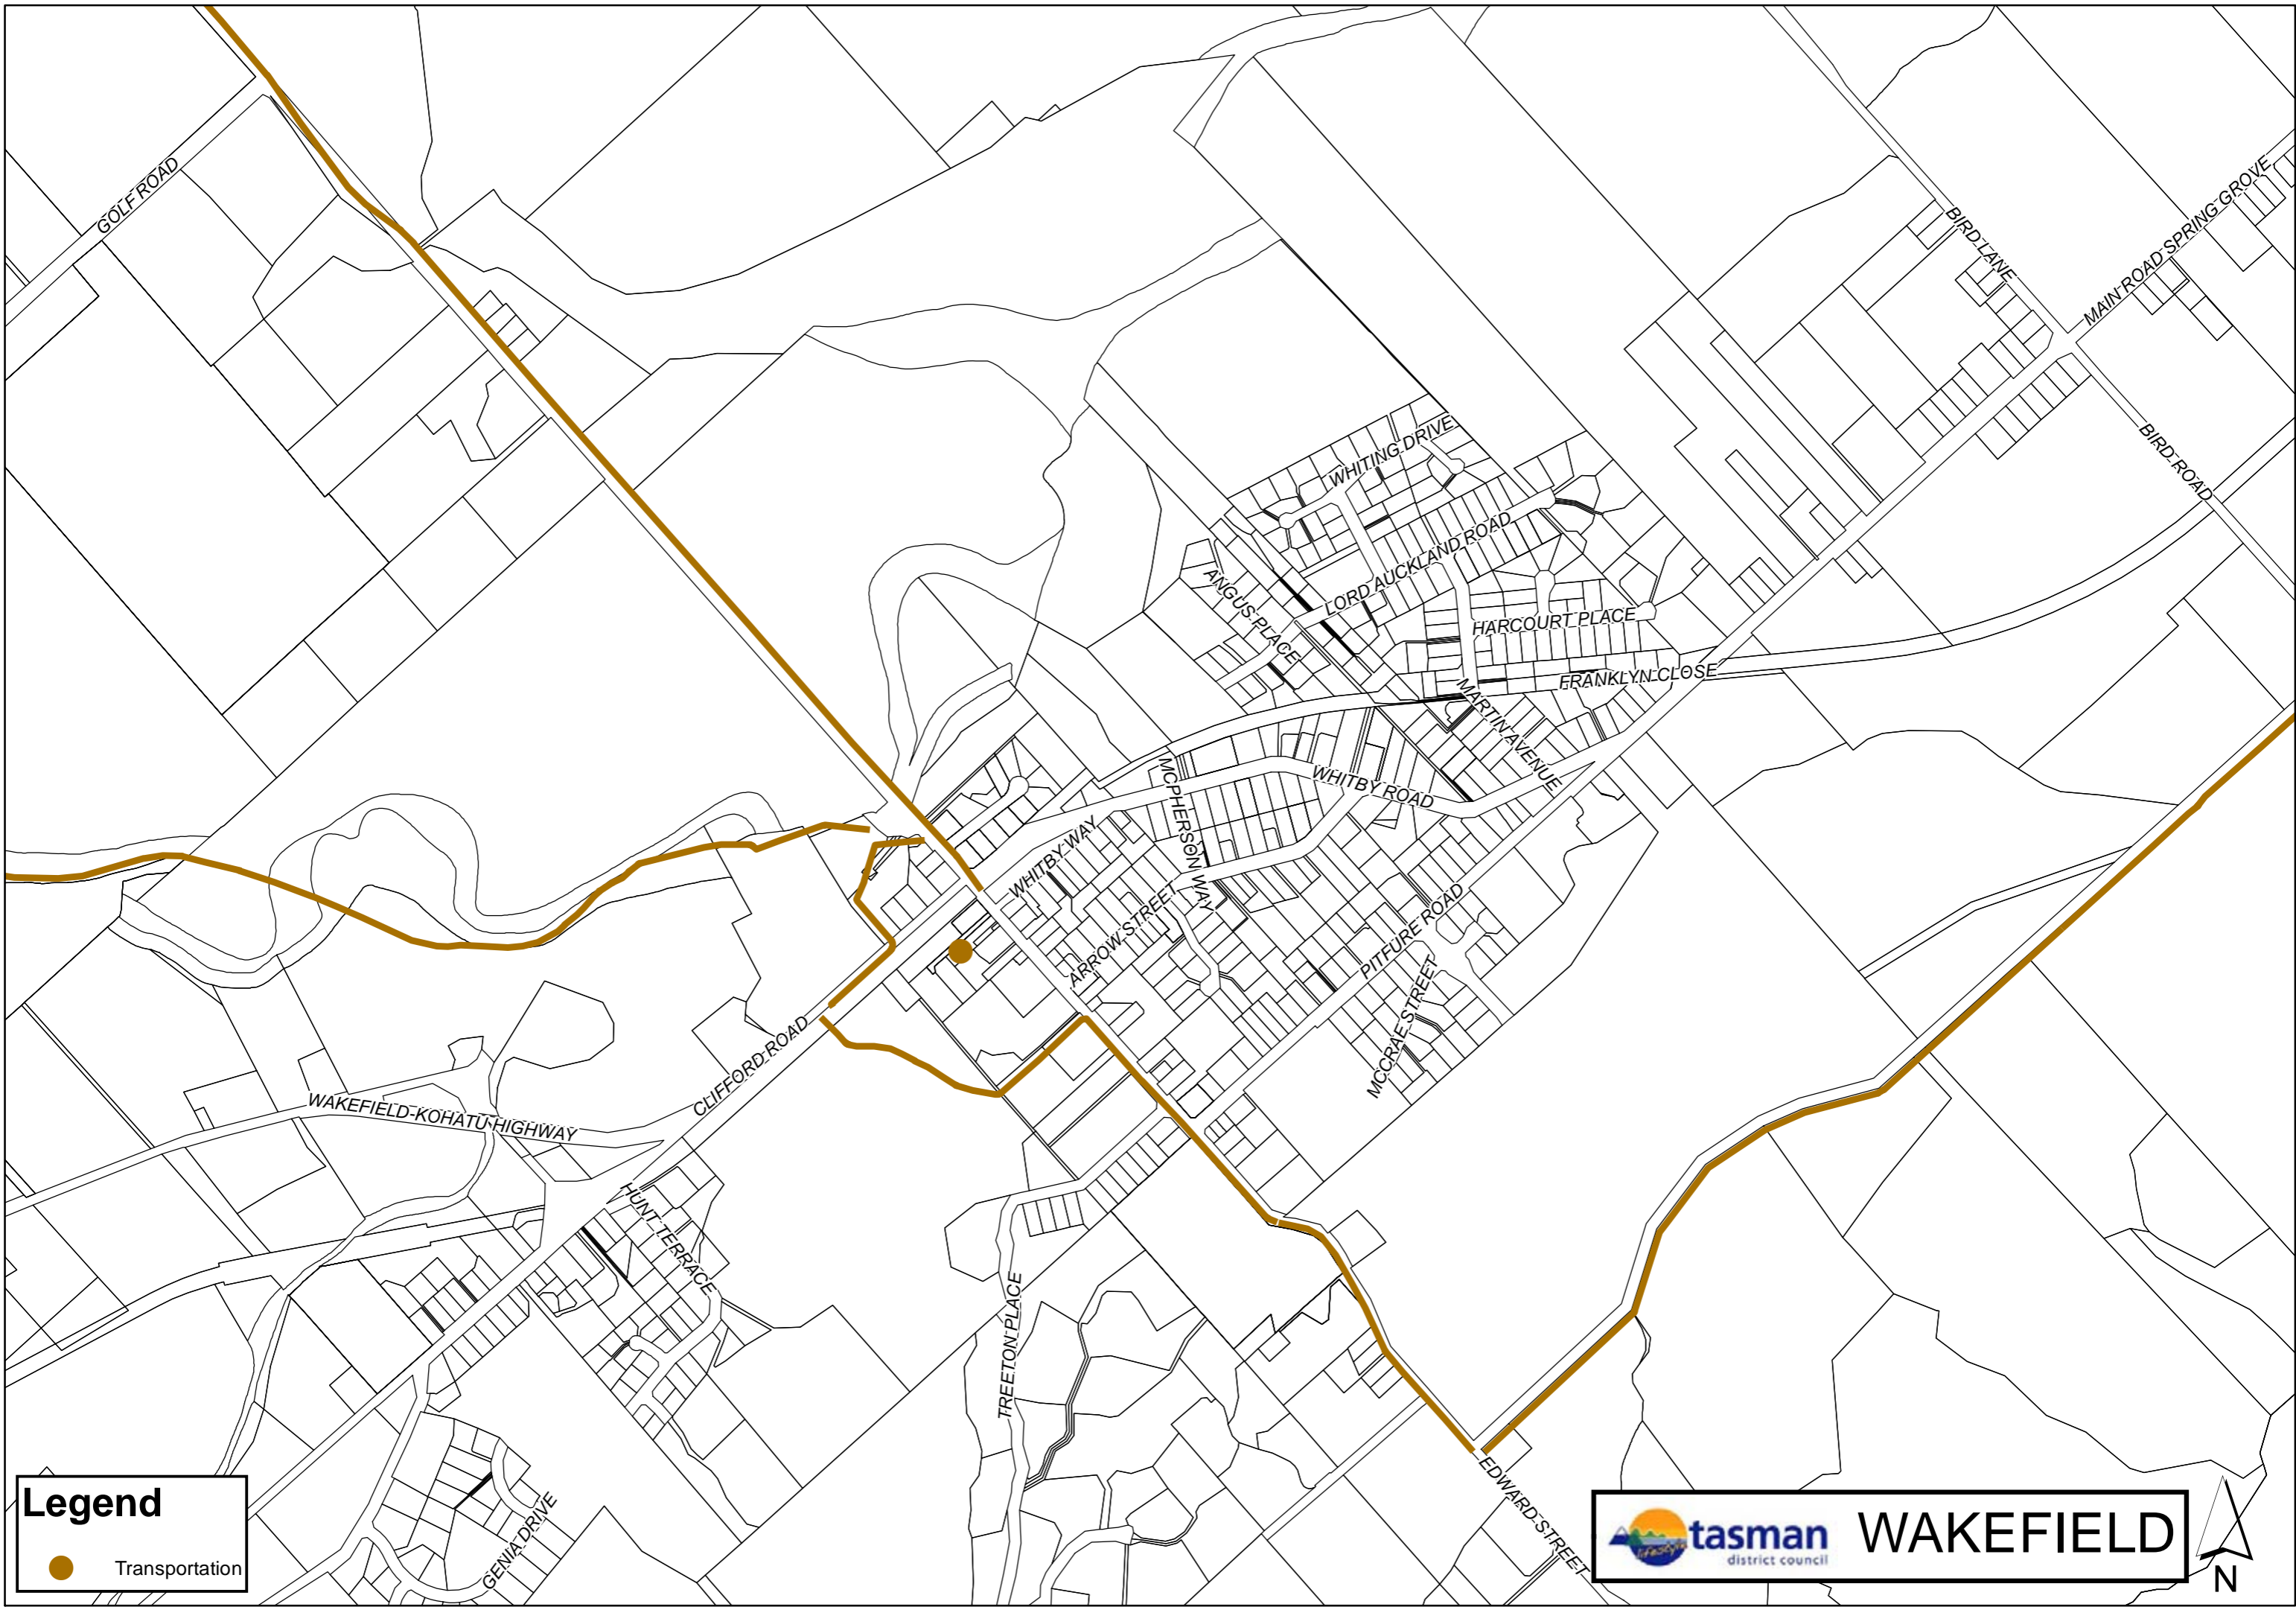 GOLF ROAD
BIRD LANE
MAIN ROAD SPRING GROVE
BIRD ROAD
WHITING DRIVE
LORD AUCKLAND ROAD
ANGUS PLACE
HARCOURT PLACE
FRANKLYN CLOSE
MARTIN AVENUE
WHITBY ROAD
MCPHERSON WAY
WHITBY WAY
ARROW STREET
PITFURE ROAD
MCCRAE STREET
CLIFFORD ROAD
WAKEFIELD-KOHATU HIGHWAY
HUNT TERRACE
TREETON PLACE
EDWARD STREET
GENIA DRIVE
Legend
Transportation
tasman
district council
WAKEFIELD
N